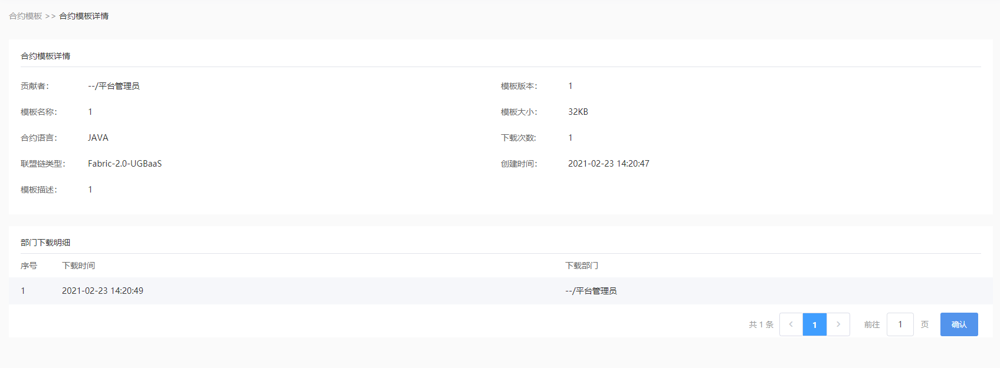 合约模板 >> 合约模板详情
合约模板详情
贡献者： --/平台管理员 模板版本： 1
模板名称： 1 模板大小： 32KB
合约语言： JAVA 下载次数: 1
联盟链类型： Fabric-2.0-UGBaaS 创建时间： 2021-02-23 14:20:47
模板描述： 1
部门下载明细
序号 下载时间 下载部门
1 2021-02-23 14:20:49 --/平台管理员
共 1 条 < 1 > 前往 1 页 确认